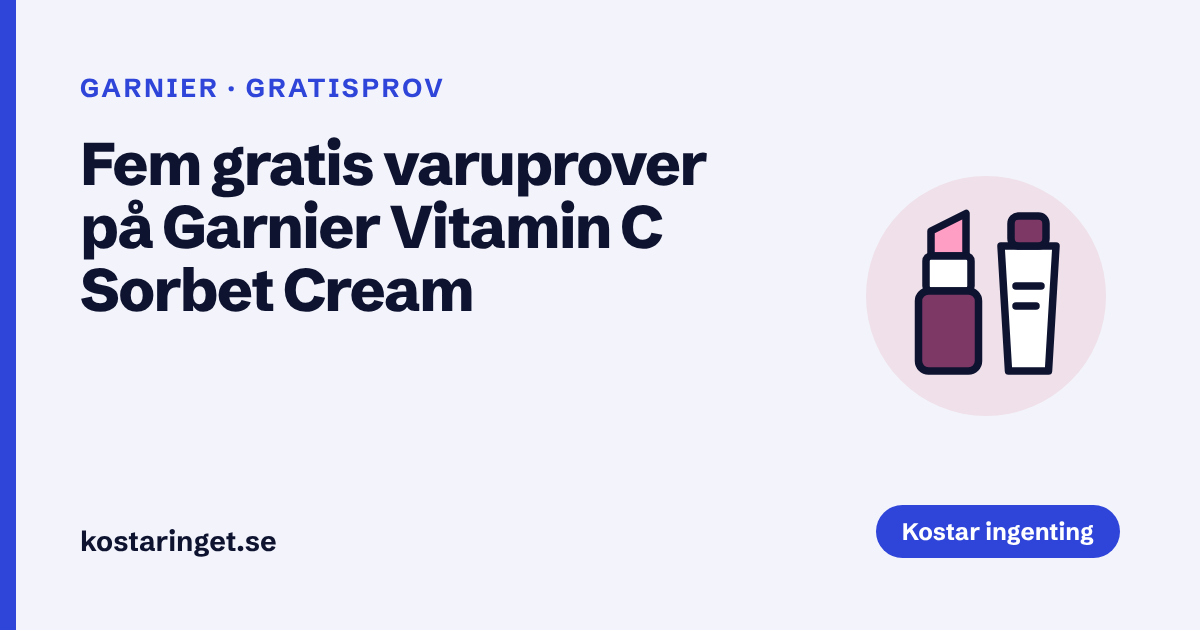 GARNIER · GRATISPROV
Fem gratis varuprover
på Garnier Vitamin C
Sorbet Cream
kostaringet.se
Kostar ingenting